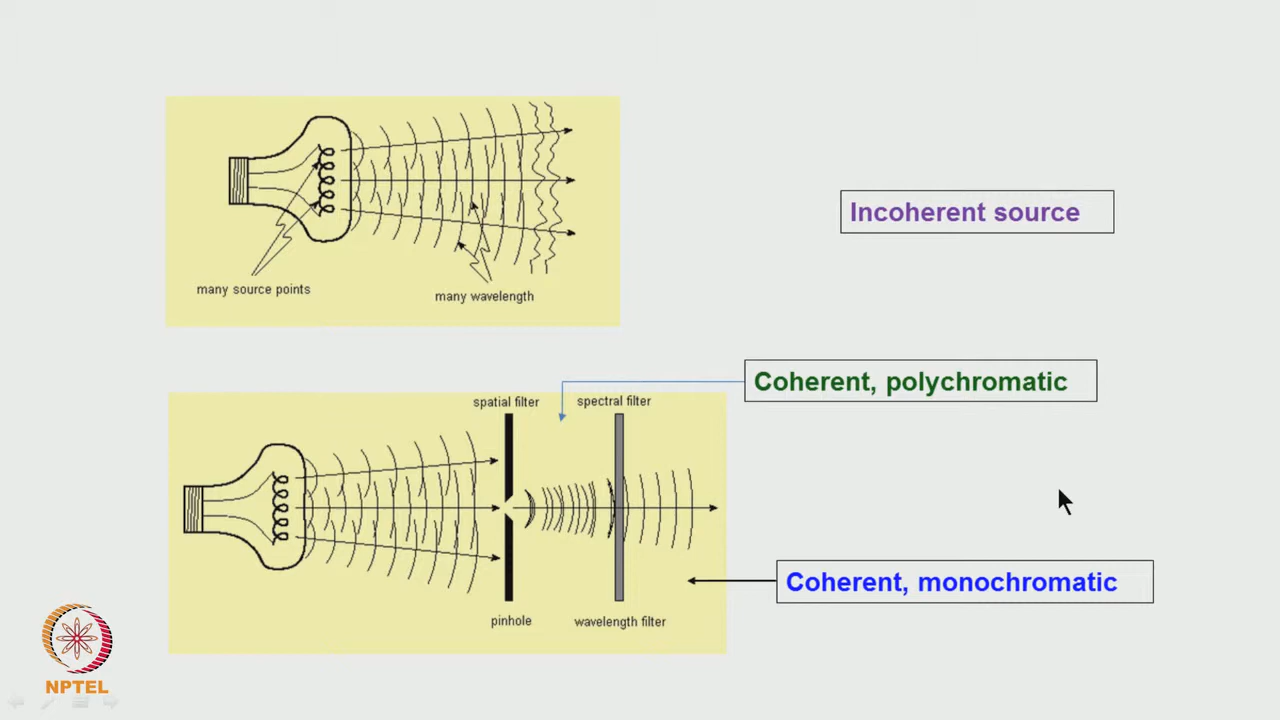 Incoherent source
many source points
many wavelength
Coherent, polychromatic
spatial filter
spectral filter
Coherent, monochromatic
pinhole
wavelength filter
NPTEL